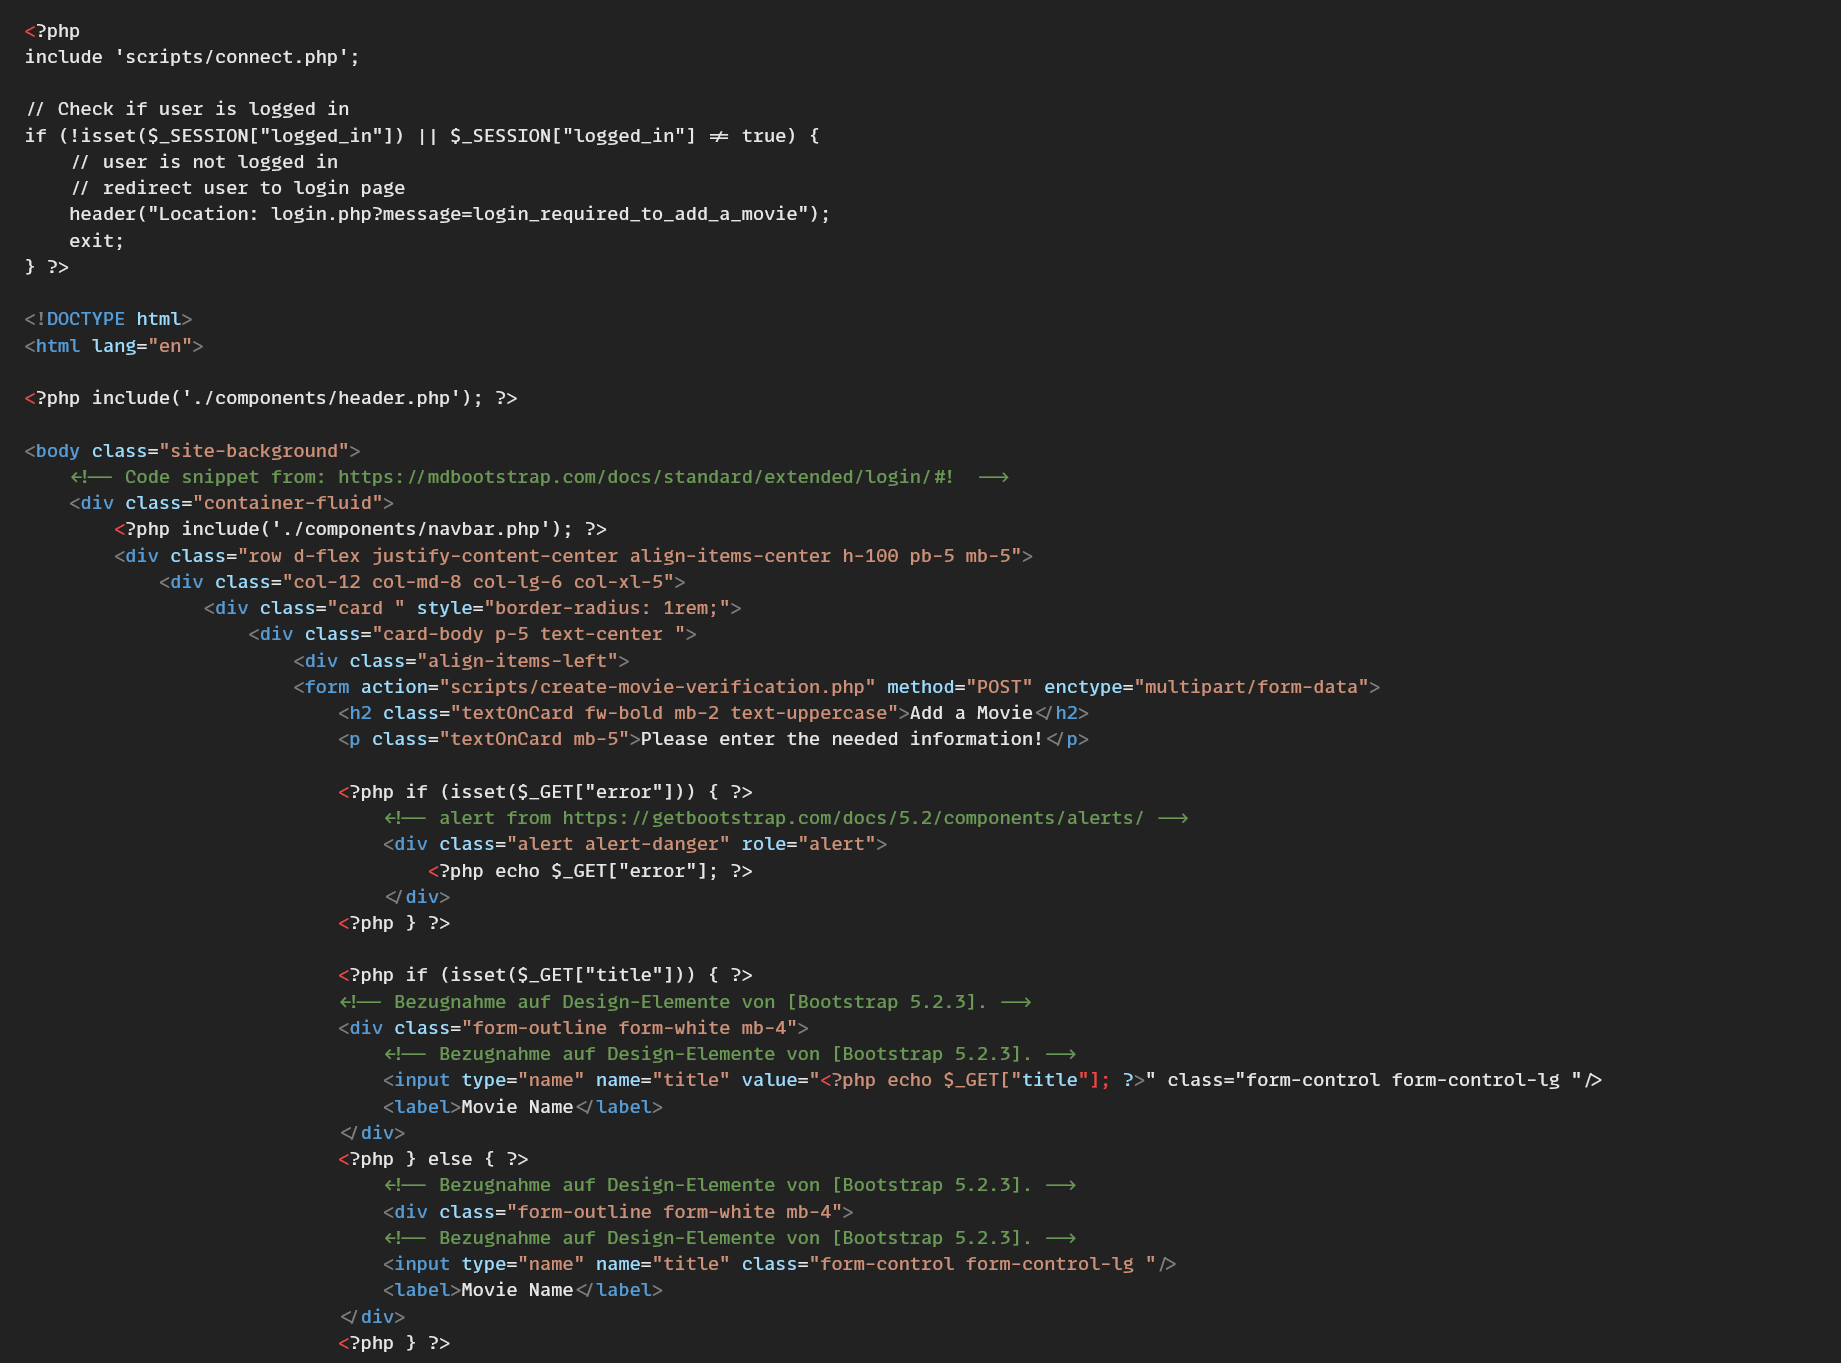 <?php
include 'scripts/connect.php';
// Check if user is logged in
if (!isset($_SESSION["logged_in"]) || $_SESSION["logged_in"] != true) {
    // user is not logged in
    // redirect user to login page
    header("Location: login.php?message=login_required_to_add_a_movie");
    exit;
} ?>
<!DOCTYPE html>
<html lang="en">
<?php include('./components/header.php'); ?>
<body class="site-background">
    <!-- Code snippet from: https://mdbootstrap.com/docs/standard/extended/login/#!  -->
    <div class="container-fluid">
        <?php include('./components/navbar.php'); ?>
        <div class="row d-flex justify-content-center align-items-center h-100 pb-5 mb-5">
            <div class="col-12 col-md-8 col-lg-6 col-xl-5">
                <div class="card " style="border-radius: 1rem;">
                    <div class="card-body p-5 text-center ">
                        <div class="align-items-left">
                        <form action="scripts/create-movie-verification.php" method="POST" enctype="multipart/form-data">
                            <h2 class="textOnCard fw-bold mb-2 text-uppercase">Add a Movie</h2>
                            <p class="textOnCard mb-5">Please enter the needed information!</p>
                            <?php if (isset($_GET["error"])) { ?>
                                <!-- alert from https://getbootstrap.com/docs/5.2/components/alerts/ -->
                                <div class="alert alert-danger" role="alert">
                                    <?php echo $_GET["error"]; ?>
                                </div>
                            <?php } ?>
                            <?php if (isset($_GET["title"])) { ?>
                            <!-- Bezugnahme auf Design-Elemente von [Bootstrap 5.2.3]. -->
                            <div class="form-outline form-white mb-4">
                                <!-- Bezugnahme auf Design-Elemente von [Bootstrap 5.2.3]. -->
                                <input type="name" name="title" value="<?php echo $_GET["title"]; ?>" class="form-control form-control-lg "/>
                                <label>Movie Name</label>
                            </div>
                            <?php } else { ?>
                                <!-- Bezugnahme auf Design-Elemente von [Bootstrap 5.2.3]. -->
                                <div class="form-outline form-white mb-4">
                                <!-- Bezugnahme auf Design-Elemente von [Bootstrap 5.2.3]. -->
                                <input type="name" name="title" class="form-control form-control-lg "/>
                                <label>Movie Name</label>
                            </div>
                            <?php } ?>